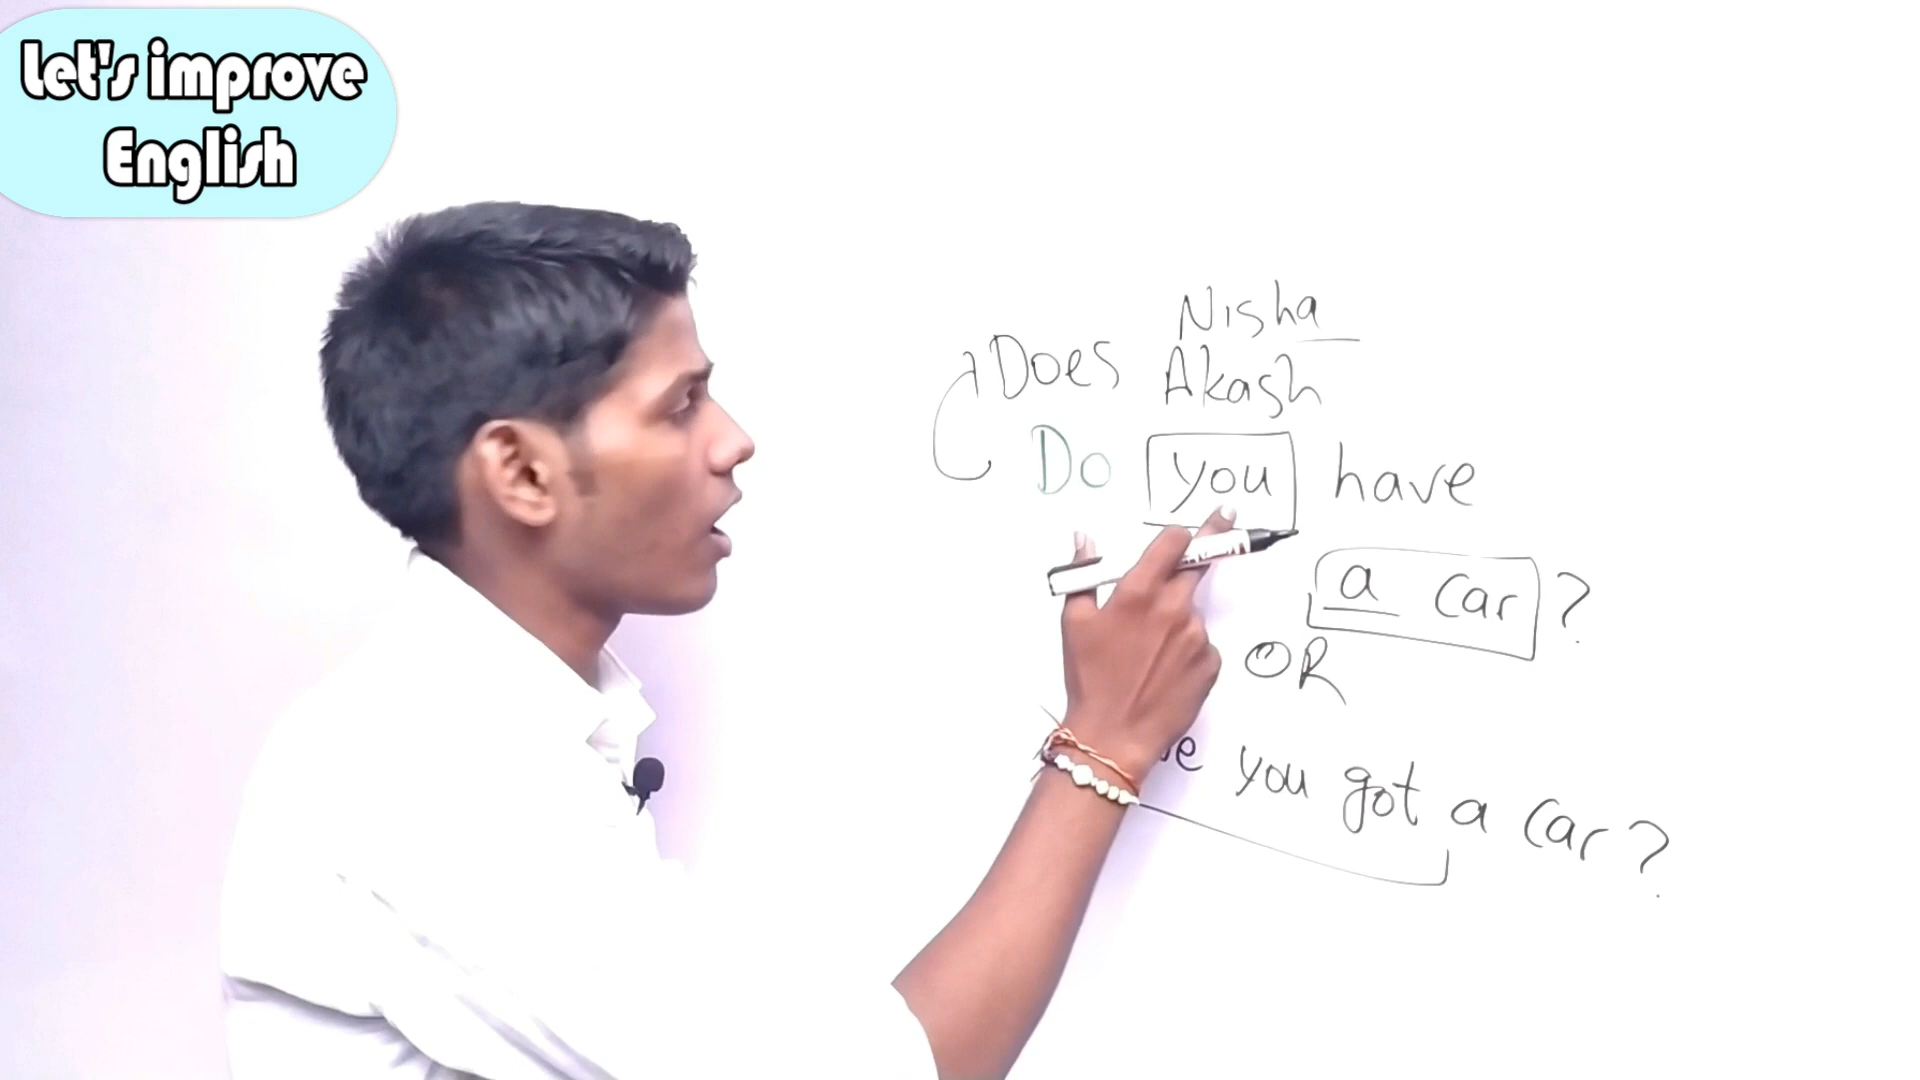 Let's improve
English
Nisha
Does Akash
Do you have
a car?
OR
you got a car?